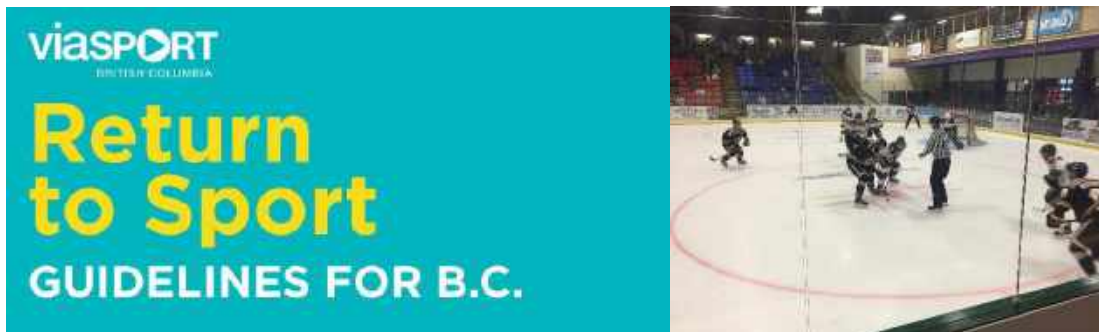 viaSPORT
BRITISH COLUMBIA
Return
to Sport
GUIDELINES FOR B.C.